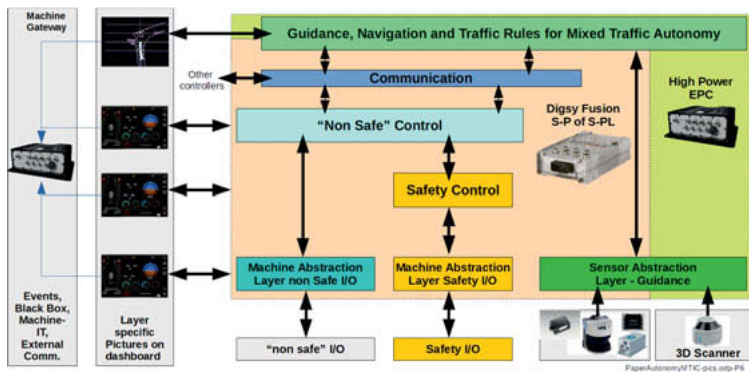 Machine
Gateway
Guidance, Navigation and Traffic Rules for Mixed Traffic Autonomy
Other
controllers
Communication
High Power
EPC
Digsy Fusion
S-P of S-PL
“Non Safe” Control
Safety Control
Machine Abstraction
Layer non Safe I/O
Machine Abstraction
Layer Safety I/O
Sensor Abstraction
Layer - Guidance
Events,
Black Box,
Machine-
IT,
External
Comm.
Layer
specific
Pictures on
dashboard
“non safe” I/O
Safety I/O
3D Scanner
PaperAutonomyMTIC-pics.odp-P6